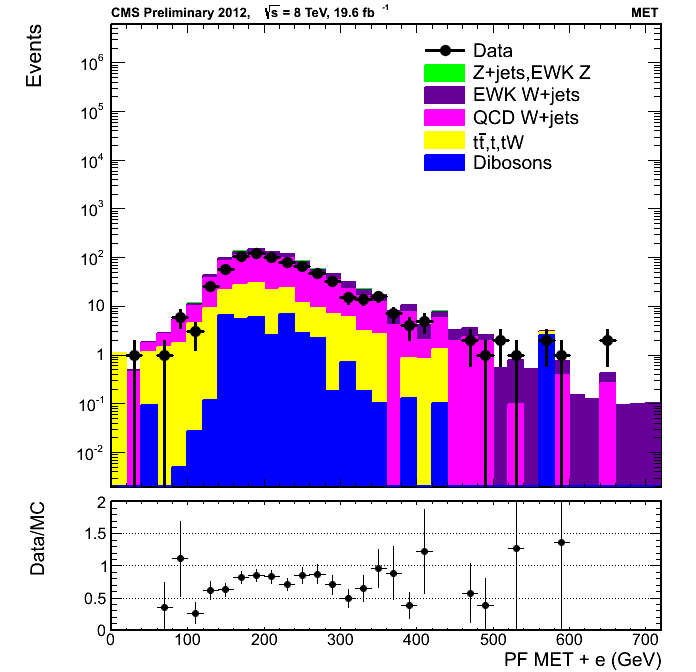 CMS Preliminary 2012, √s = 8 TeV, 19.6 fb⁻¹ MET
Events
Data
Z+jets,EWK Z
EWK W+jets
QCD W+jets
tt̄,t,tW
Dibosons
10⁶
10⁵
10⁴
10³
10²
10
1
10⁻¹
10⁻²
Data/MC
2
1.5
1
0.5
0
0 100 200 300 400 500 600 700
PF MET + e (GeV)